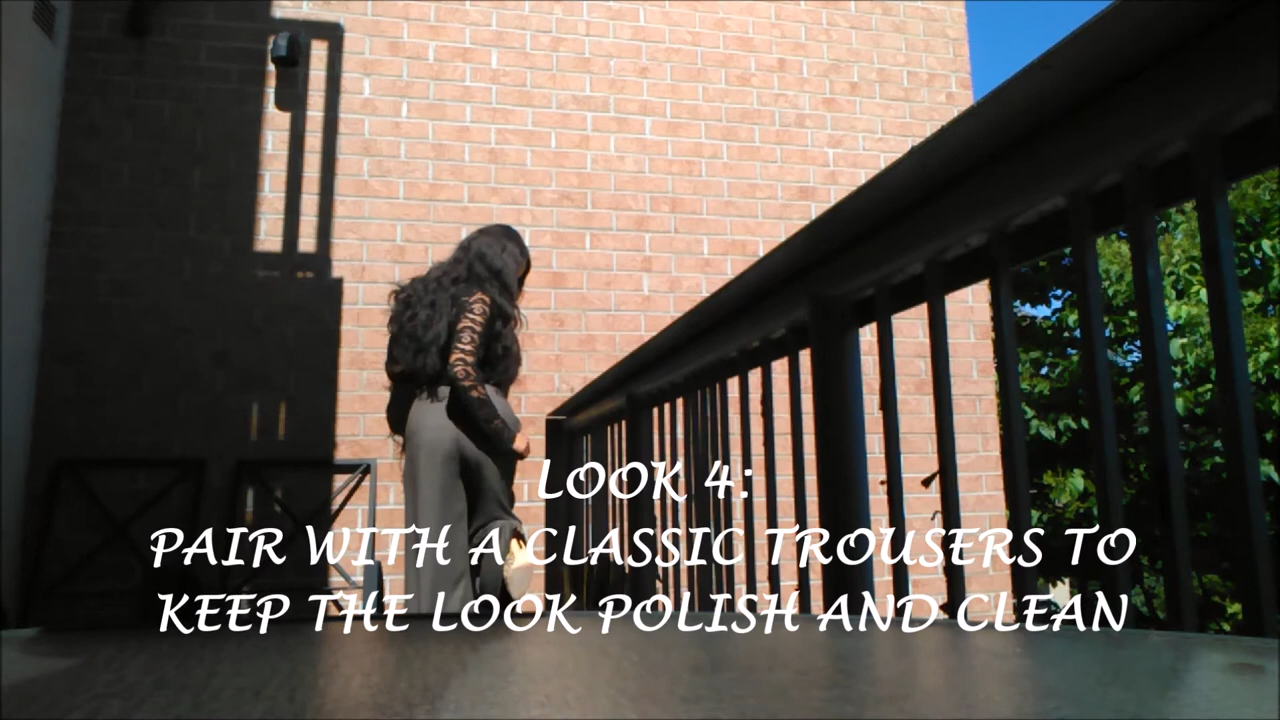 LOOK 4:
PAIR WITH A CLASSIC TROUSERS TO
KEEP THE LOOK POLISH AND CLEAN